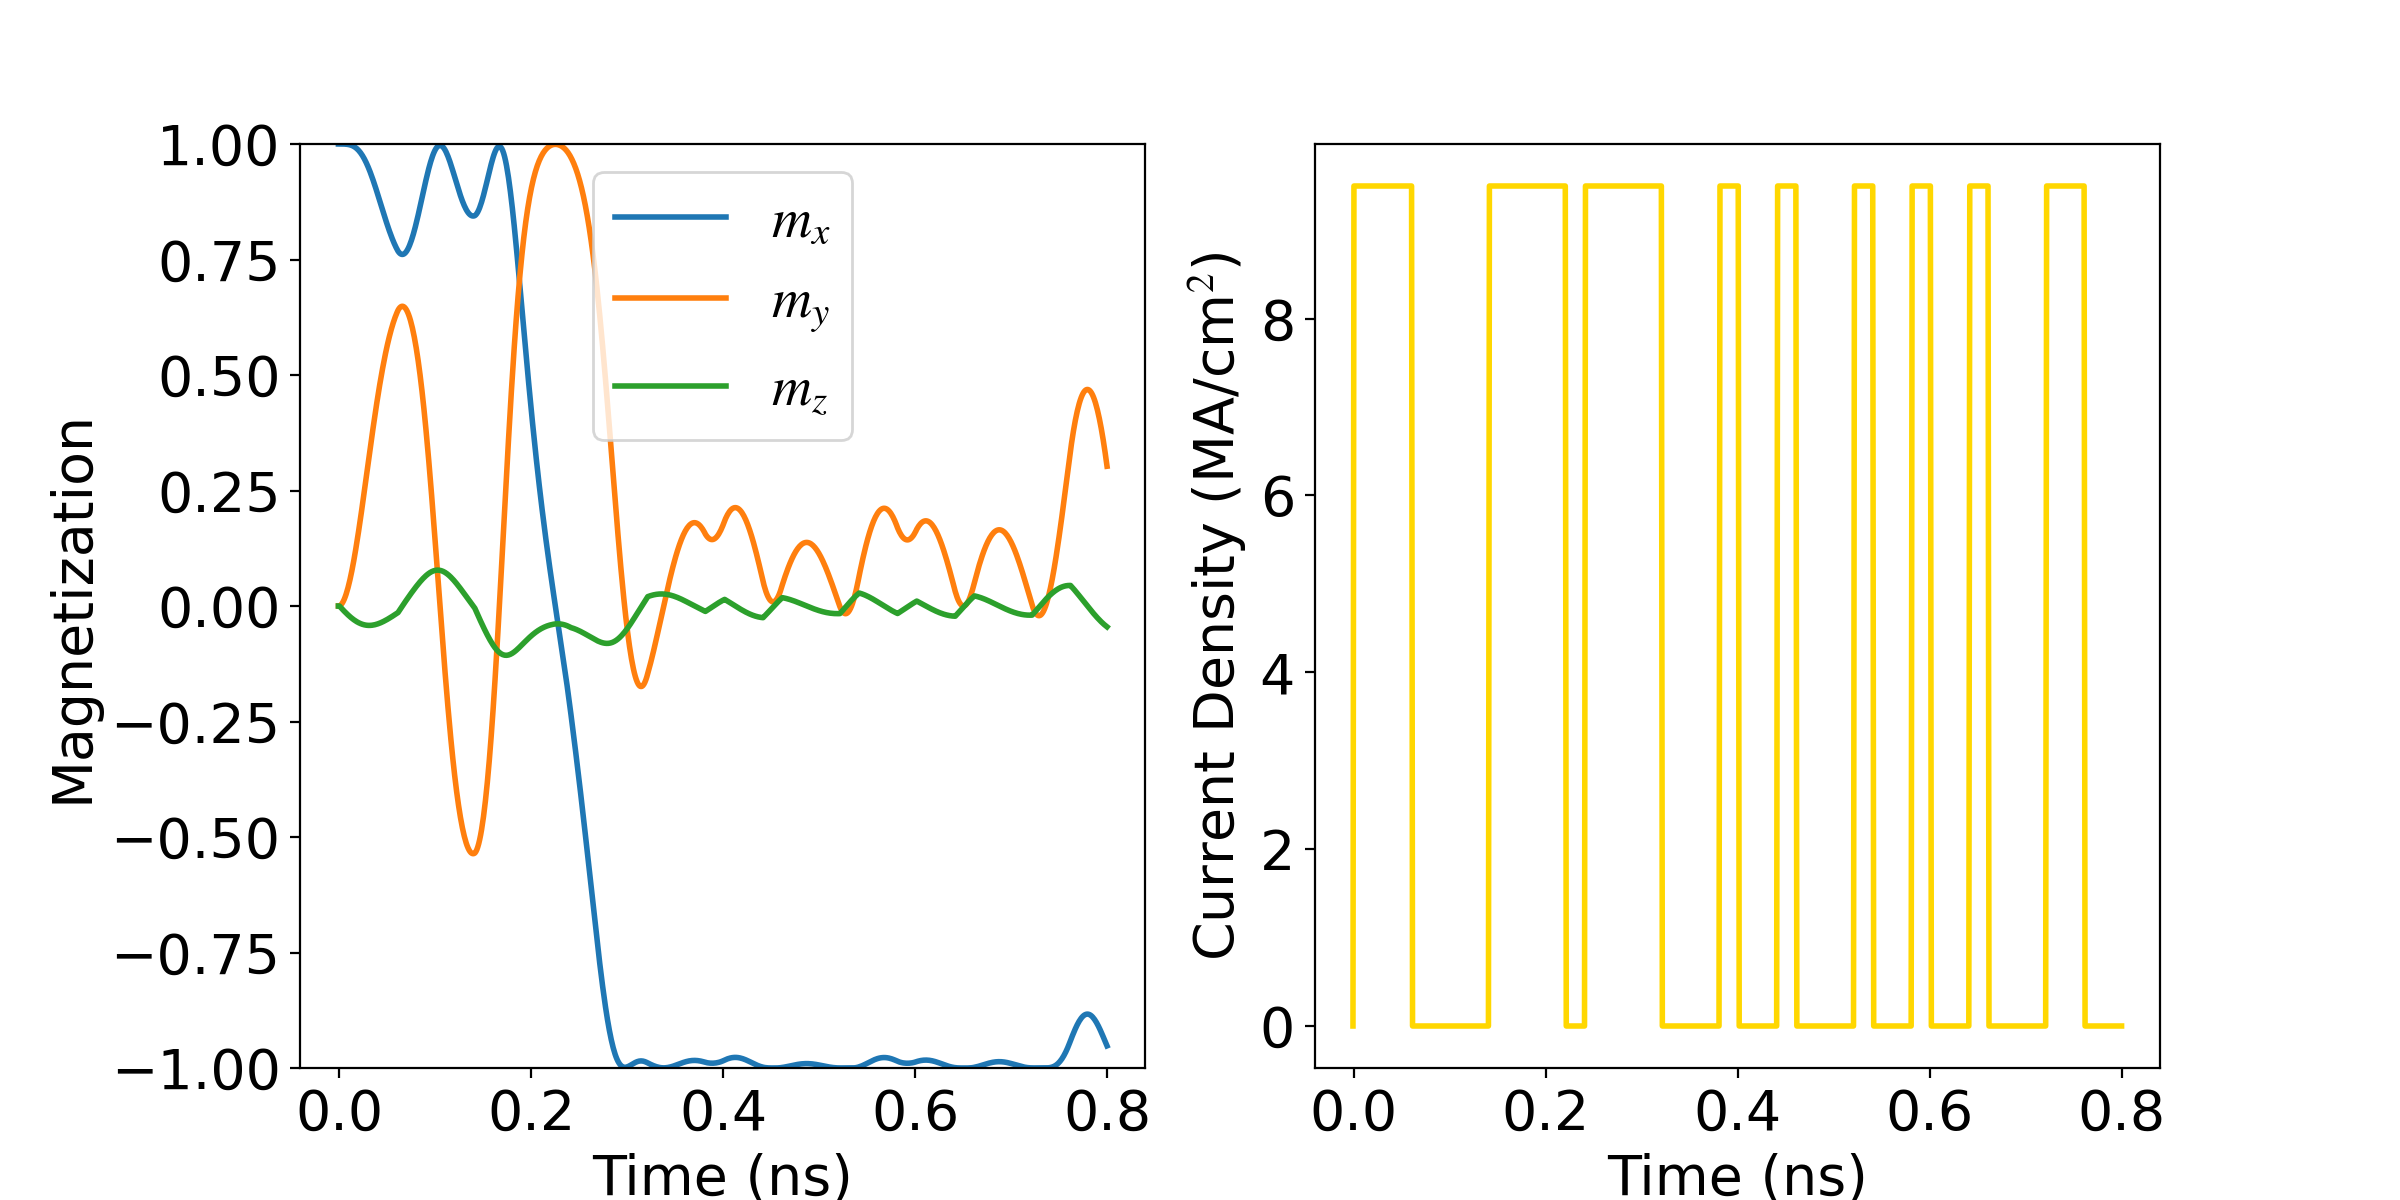 1.00
0.75
0.50
0.25
0.00
−0.25
−0.50
−0.75
−1.00
Magnetization
0.0 0.2 0.4 0.6 0.8
Time (ns)
m_x
m_y
m_z
8
6
4
2
0
Current Density (MA/cm²)
0.0 0.2 0.4 0.6 0.8
Time (ns)